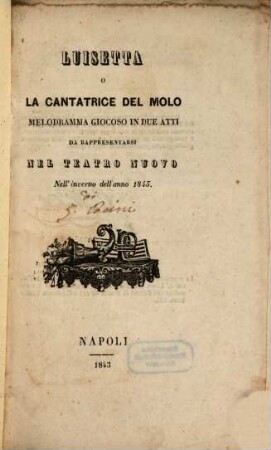 LUISETTA
O
LA CANTATRICE DEL MOLO
MELODRAMMA GIOCOSO IN DUE ATTI
DA RAPPRESENTARSI
NEL TEATRO NUOVO
Nell' inverno dell' anno 1843.
di
NAPOLI
1843